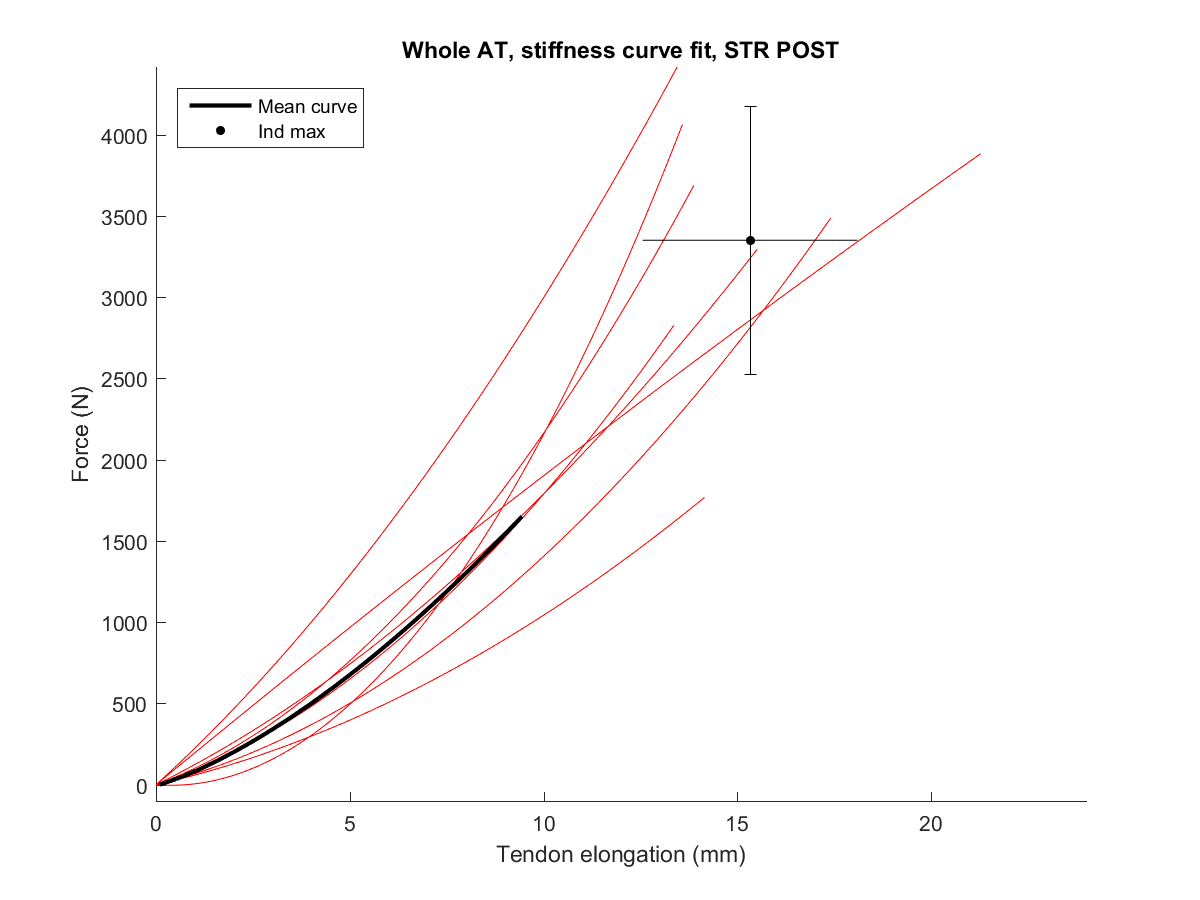 Whole AT, stiffness curve fit, STR POST
Mean curve
Ind max
Force (N)
4000
3500
3000
2500
2000
1500
1000
500
0
0 5 10 15 20
Tendon elongation (mm)